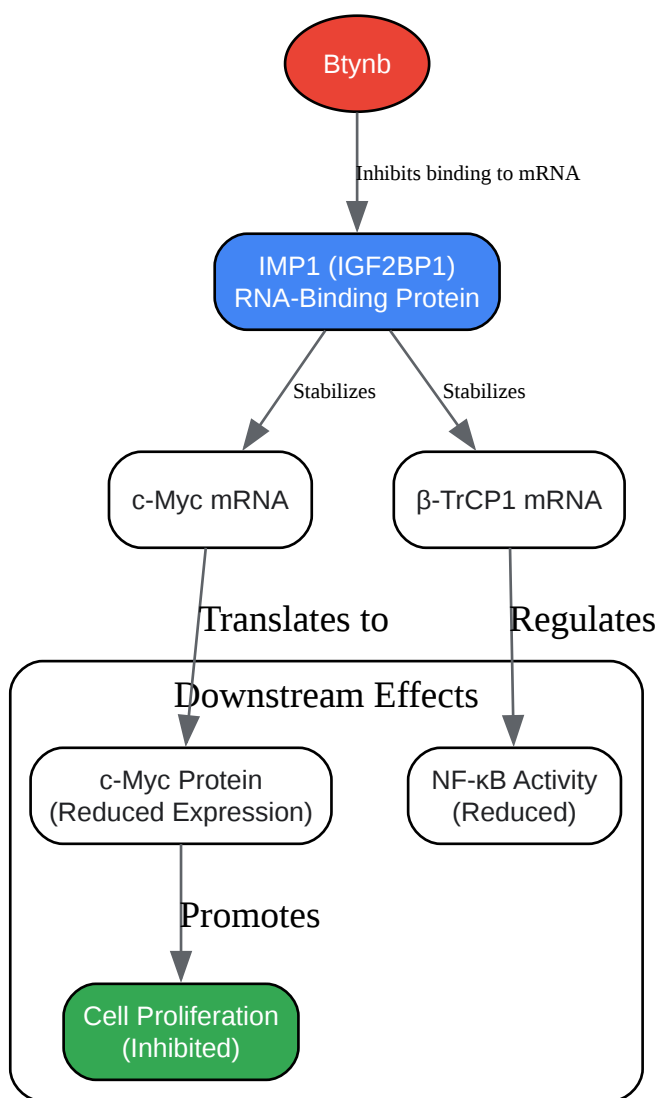 Btynb
Inhibits binding to mRNA
IMP1 (IGF2BP1)
RNA-Binding Protein
Stabilizes
Stabilizes
c-Myc mRNA
β-TrCP1 mRNA
Translates to
Regulates
Downstream Effects
c-Myc Protein
(Reduced Expression)
NF-κB Activity
(Reduced)
Promotes
Cell Proliferation
(Inhibited)